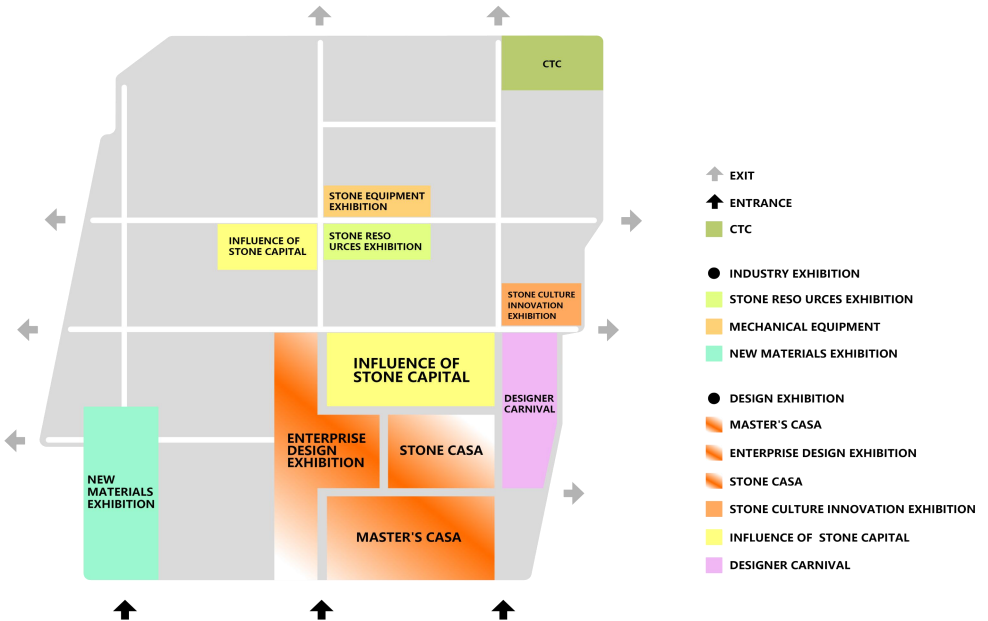 CTC
STONE EQUIPMENT
EXHIBITION
STONE RESO
URCES EXHIBITION
INFLUENCE OF
STONE CAPITAL
STONE CULTURE
INNOVATION
EXHIBITION
INFLUENCE OF
STONE CAPITAL
DESIGNER
CARNIVAL
ENTERPRISE
DESIGN
EXHIBITION
STONE CASA
NEW
MATERIALS
EXHIBITION
MASTER'S CASA
EXIT
ENTRANCE
CTC
INDUSTRY EXHIBITION
STONE RESO URCES EXHIBITION
MECHANICAL EQUIPMENT
NEW MATERIALS EXHIBITION
DESIGN EXHIBITION
MASTER'S CASA
ENTERPRISE DESIGN EXHIBITION
STONE CASA
STONE CULTURE INNOVATION EXHIBITION
INFLUENCE OF  STONE CAPITAL
DESIGNER CARNIVAL